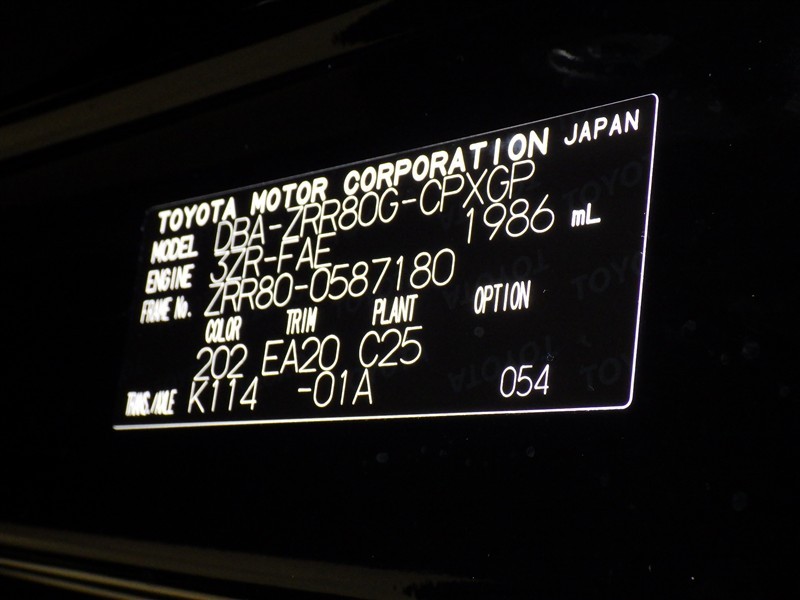 TOYOTA MOTOR CORPORATION JAPAN
MODEL DBA-ZRR80G-CPXGP
ENGINE 3ZR-FAE 1986 mL
FRAME No. ZRR80-0587180
COLOR TRIM PLANT OPTION
202 EA20 C25
TRANS./AXLE K114 -01A 054